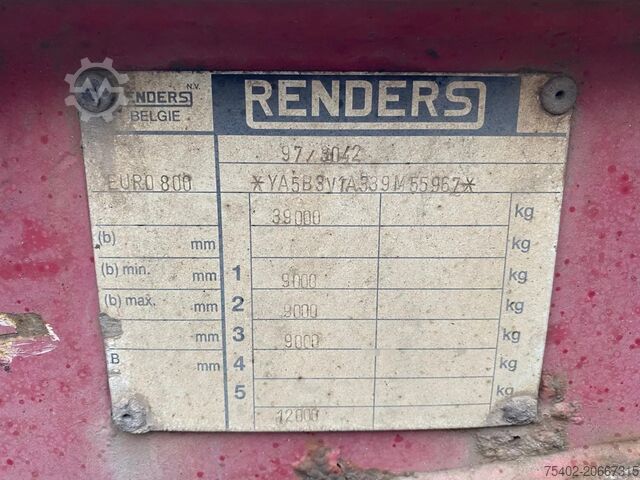 RENDERS N.V.
BELGIE
RENDERS
97/3042
EURO 800 *YA5B3V1A539M55967*
39000 kg
(b) mm kg
(b) min. mm 1 9000 kg
(b) max. mm 2 9000 kg
mm 3 9000 kg
B mm 4 kg
5 kg
12000
75402-20667315